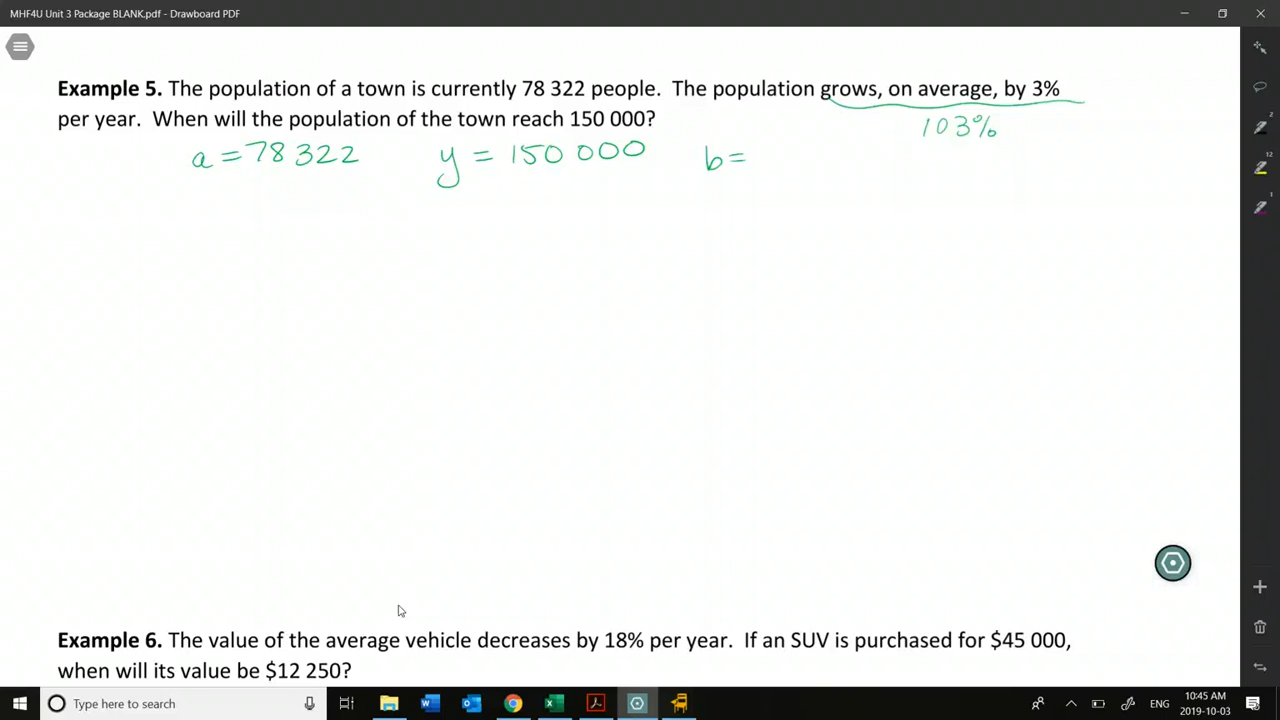 MHF4U Unit 3 Package BLANK.pdf - Drawboard PDF
Example 5. The population of a town is currently 78 322 people. The population grows, on average, by 3%
per year. When will the population of the town reach 150 000?
103%
a = 78 322 y = 150 000 b =
Example 6. The value of the average vehicle decreases by 18% per year. If an SUV is purchased for $45 000,
when will its value be $12 250?
2
12
1
Type here to search
ENG
10:45 AM
2019-10-03